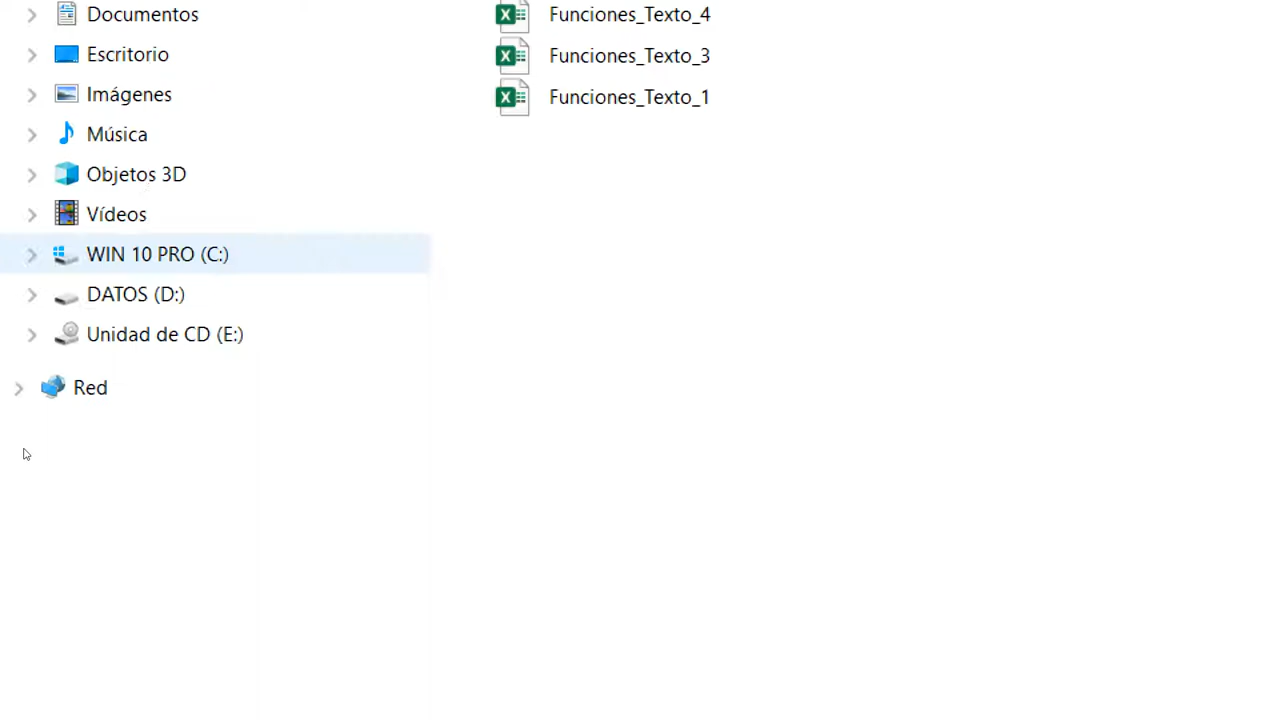 Documentos
Escritorio
Imágenes
Música
Objetos 3D
Vídeos
WIN 10 PRO (C:)
DATOS (D:)
Unidad de CD (E:)
Red
Funciones_Texto_4
Funciones_Texto_3
Funciones_Texto_1